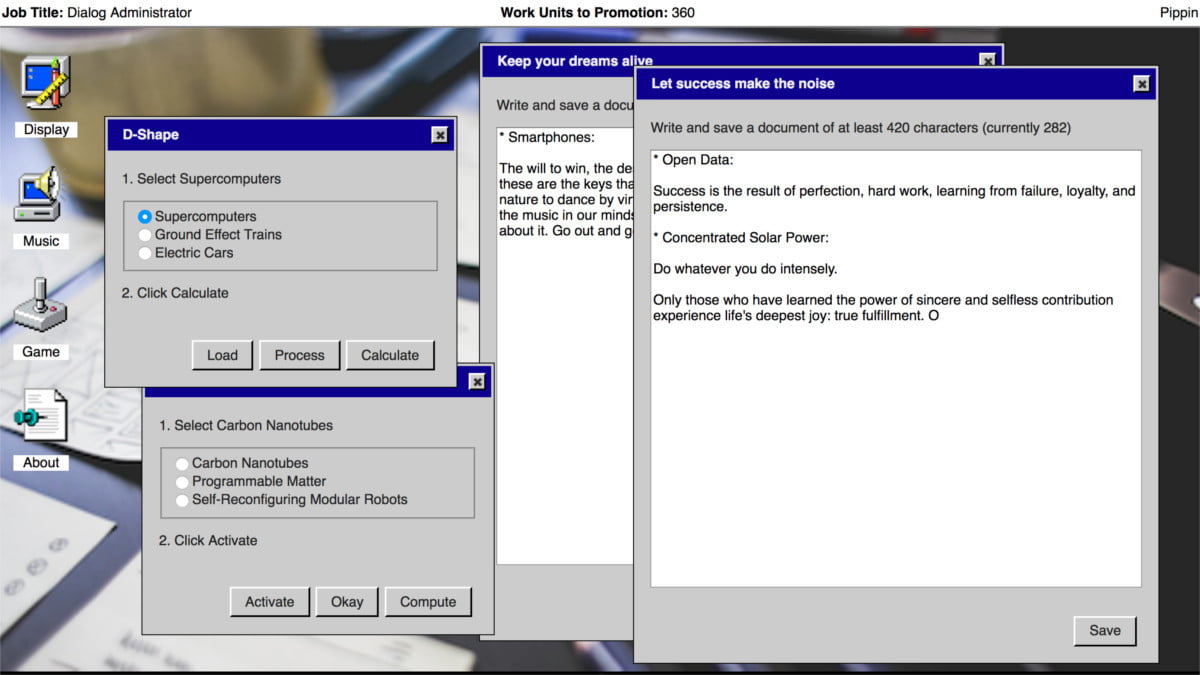 Job Title: Dialog Administrator
Work Units to Promotion: 360
Pippin
Display
Music
Game
About
D-Shape
1. Select Supercomputers
Supercomputers
Ground Effect Trains
Electric Cars
2. Click Calculate
Load
Process
Calculate
1. Select Carbon Nanotubes
Carbon Nanotubes
Programmable Matter
Self-Reconfiguring Modular Robots
2. Click Activate
Activate
Okay
Compute
Keep your dreams alive
Write and save a docu
* Smartphones:
The will to win, the de
these are the keys tha
nature to dance by vir
the music in our minds
about it. Go out and g
Let success make the noise
Write and save a document of at least 420 characters (currently 282)
* Open Data:
Success is the result of perfection, hard work, learning from failure, loyalty, and
persistence.
* Concentrated Solar Power:
Do whatever you do intensely.
Only those who have learned the power of sincere and selfless contribution
experience life's deepest joy: true fulfillment. O
Save